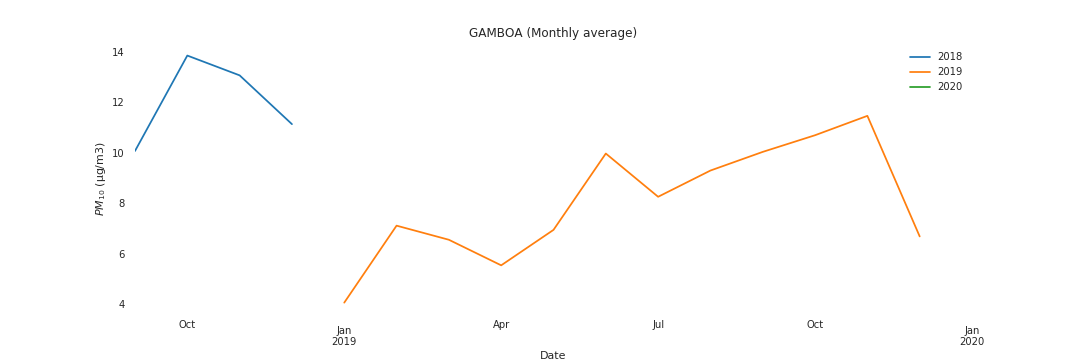 GAMBOA (Monthly average)
14
12
10
8
6
4
PM10 (µg/m3)
2018
2019
2020
Oct
Jan
2019
Apr
Jul
Oct
Jan
2020
Date